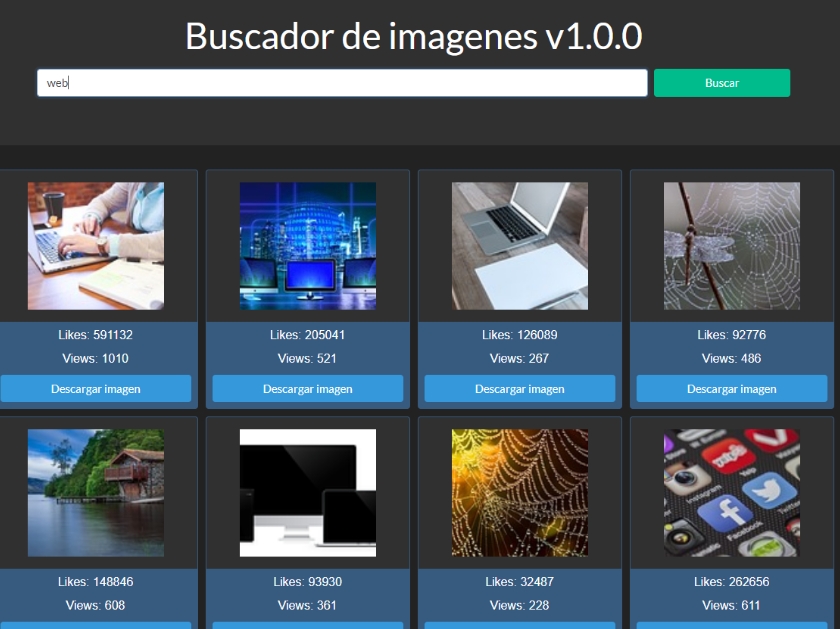 Buscador de imagenes v1.0.0
web
Buscar
Likes: 591132
Views: 1010
Descargar imagen
Likes: 205041
Views: 521
Descargar imagen
Likes: 126089
Views: 267
Descargar imagen
Likes: 92776
Views: 486
Descargar imagen
Instagram
Facebook
Likes: 148846
Views: 608
Likes: 93930
Views: 361
Likes: 32487
Views: 228
Likes: 262656
Views: 611